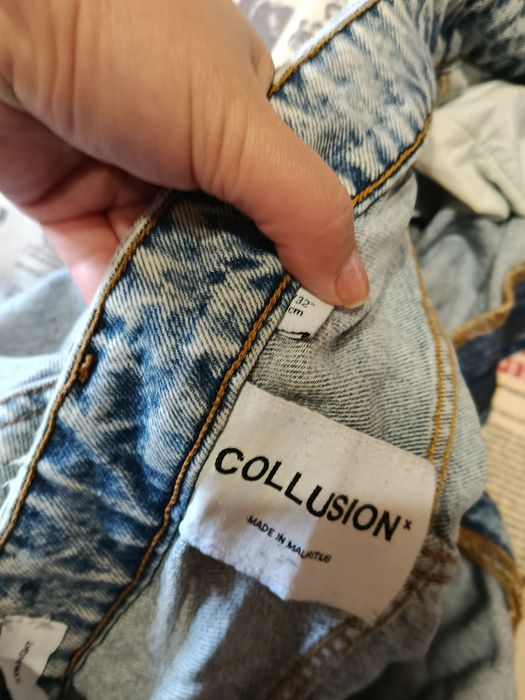 32"
cm
COLLUSION x
MADE IN MAURITIUS